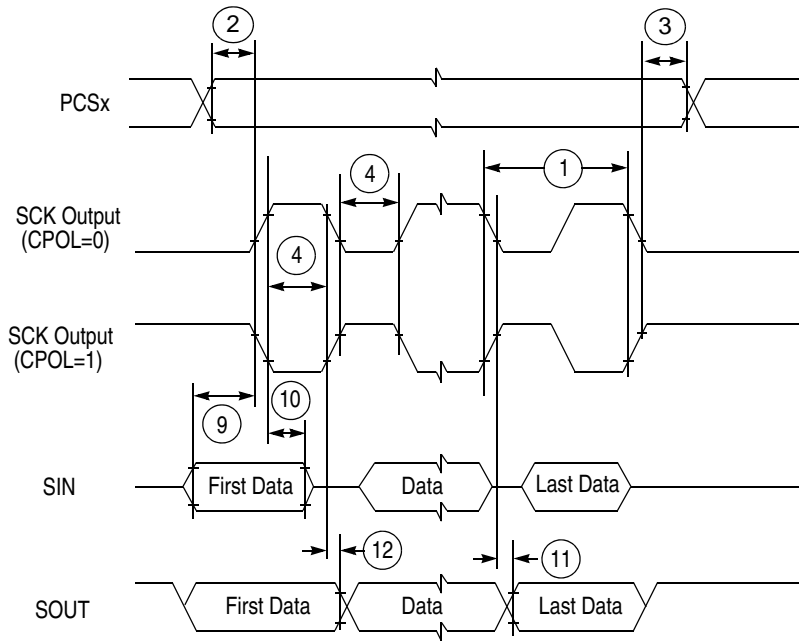 2
3
PCSx
4
1
SCK Output
(CPOL=0)
4
SCK Output
(CPOL=1)
9
10
SIN
First Data
Data
Last Data
12
11
SOUT
First Data
Data
Last Data